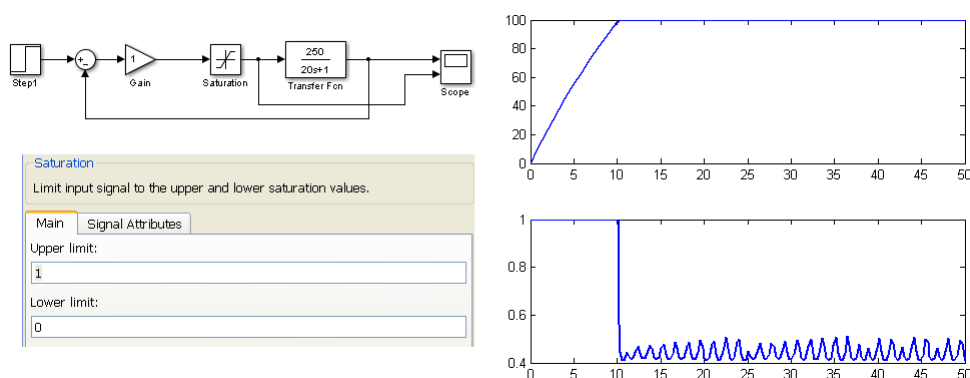 1
250
20s+1
Step1
Gain
Saturation
Transfer Fcn
Scope
Saturation
Limit input signal to the upper and lower saturation values.
Main
Signal Attributes
Upper limit:
1
Lower limit:
0
100
80
60
40
20
0
0 5 10 15 20 25 30 35 40 45 50
1
0.8
0.6
0.4
0 5 10 15 20 25 30 35 40 45 50